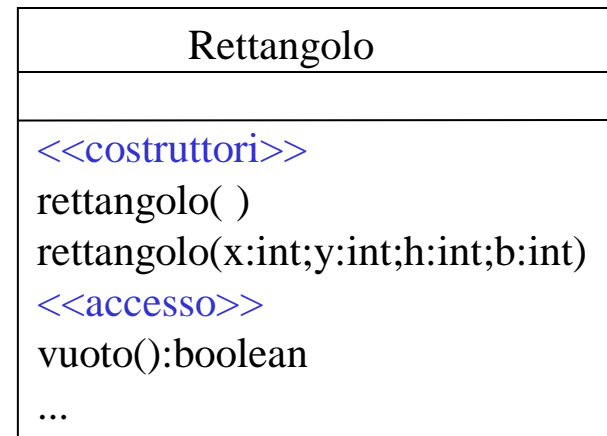 Rettangolo
<<costruttori>>
rettangolo( )
rettangolo(x:int;y:int;h:int;b:int)
<<accesso>>
vuoto():boolean
...